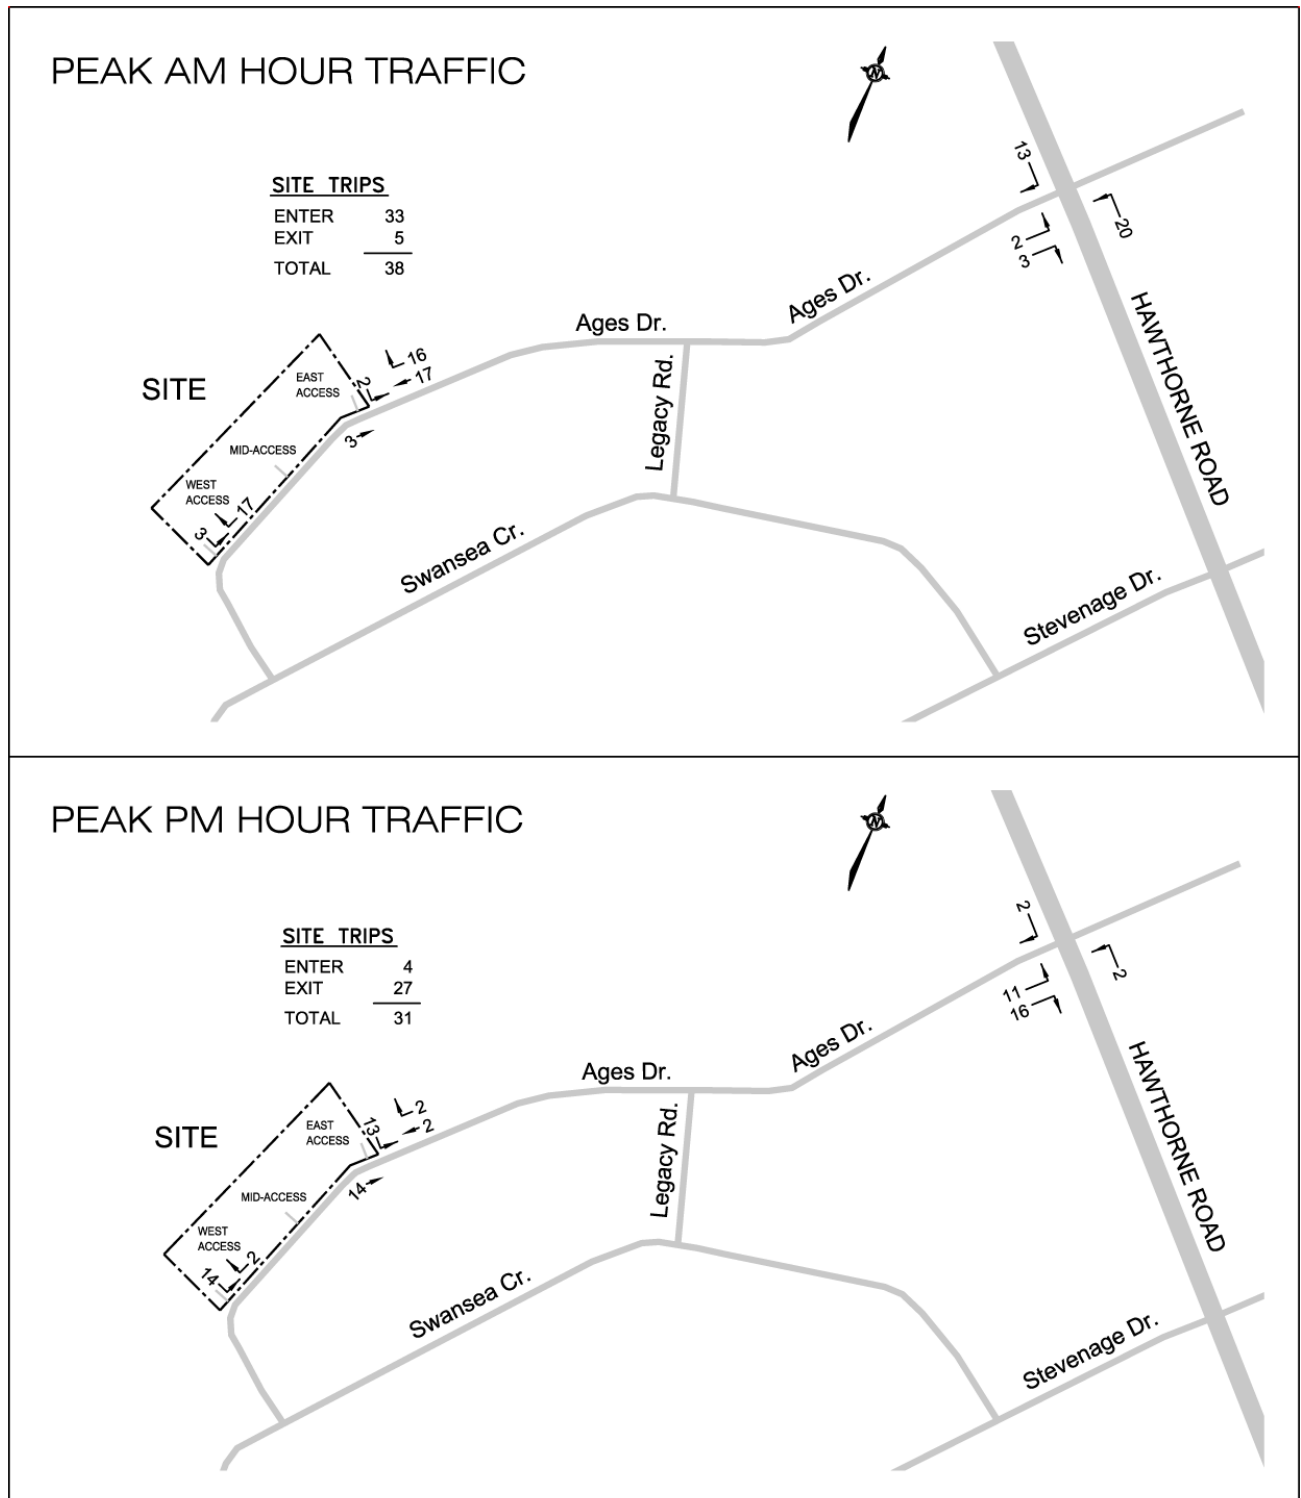 PEAK AM HOUR TRAFFIC
N
SITE TRIPS
ENTER 33
EXIT 5
TOTAL 38
13
20
2
3
HAWTHORNE ROAD
Ages Dr.
Ages Dr.
Legacy Rd.
16
17
2
3
SITE
EAST
ACCESS
MID-ACCESS
WEST
ACCESS
17
3
Swansea Cr.
Stevenage Dr.
PEAK PM HOUR TRAFFIC
N
SITE TRIPS
ENTER 4
EXIT 27
TOTAL 31
2
2
11
16
HAWTHORNE ROAD
Ages Dr.
Ages Dr.
Legacy Rd.
2
2
13
14
SITE
EAST
ACCESS
MID-ACCESS
WEST
ACCESS
2
14
Swansea Cr.
Stevenage Dr.